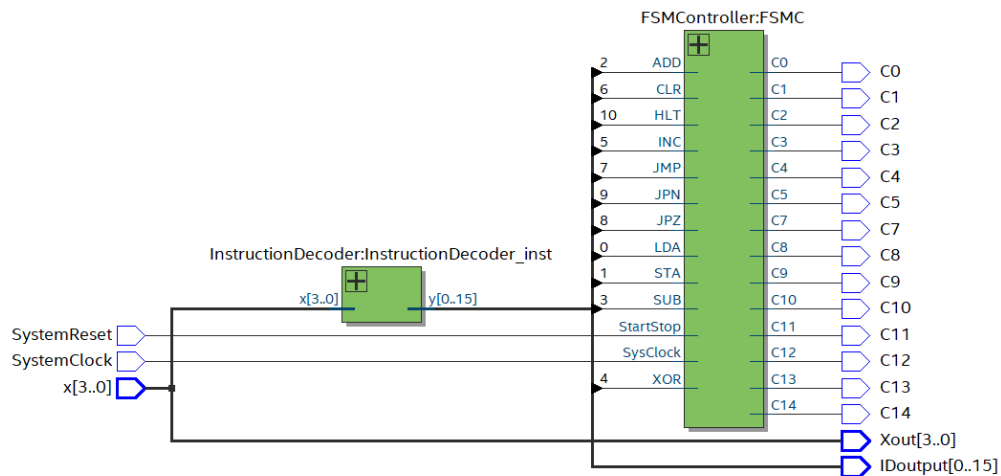 FSMController:FSMC
2 ADD C0 C0
6 CLR C1 C1
10 HLT C2 C2
5 INC C3 C3
7 JMP C4 C4
9 JPN C5 C5
8 JPZ C7 C7
0 LDA C8 C8
InstructionDecoder:InstructionDecoder_inst
1 STA C9 C9
x[3..0] y[0..15] 3 SUB C10 C10
SystemReset StartStop C11 C11
SystemClock SysClock C12 C12
x[3..0] 4 XOR C13 C13
C14 C14
Xout[3..0]
IDoutput[0..15]